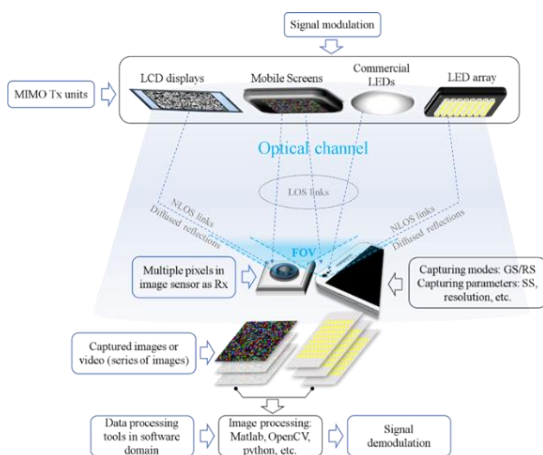 Signal modulation
LCD displays
Mobile Screens
Commercial
LEDs
LED array
MIMO Tx units
Optical channel
LOS links
NLOS links
Diffused reflections
NLOS links
Diffused reflections
FOV
Multiple pixels in
image sensor as Rx
Capturing modes: GS/RS
Capturing parameters: SS,
resolution, etc.
Captured images or
video (series of images)
Data processing
tools in software
domain
Image processing:
Matlab, OpenCV,
python, etc.
Signal
demodulation